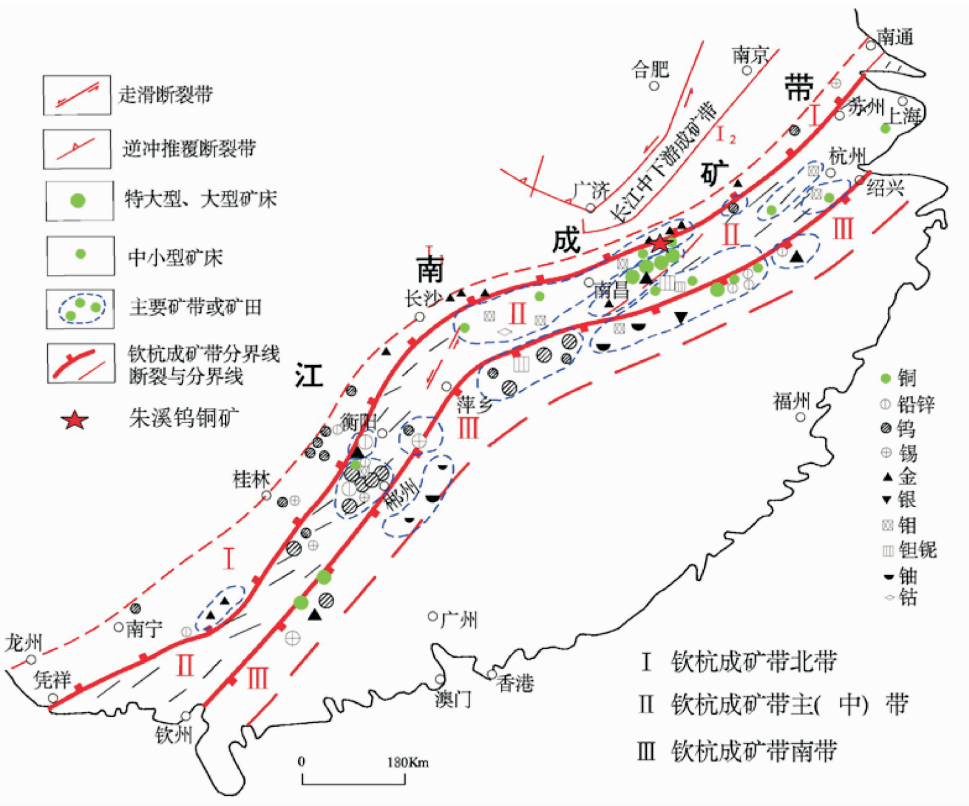 走滑断裂带
逆冲推覆断裂带
特大型、大型矿床
中小型矿床
主要矿带或矿田
钦杭成矿带分界线
断裂与分界线
朱溪钨铜矿
江
南
成
矿
带
合肥
南京
南通
苏州
上海
杭州
绍兴
广济
长江中下游成矿带
Ⅰ₂
Ⅰ
Ⅱ
Ⅲ
南昌
长沙
Ⅱ
萍乡
Ⅲ
衡阳
郴州
桂林
福州
Ⅰ
南宁
龙州
凭祥
Ⅱ
Ⅲ
钦州
广州
澳门
香港
铜
铅锌
钨
锡
金
银
钼
钽铌
铀
钴
Ⅰ 钦杭成矿带北带
Ⅱ 钦杭成矿带主( 中) 带
Ⅲ 钦杭成矿带南带
0 180Km